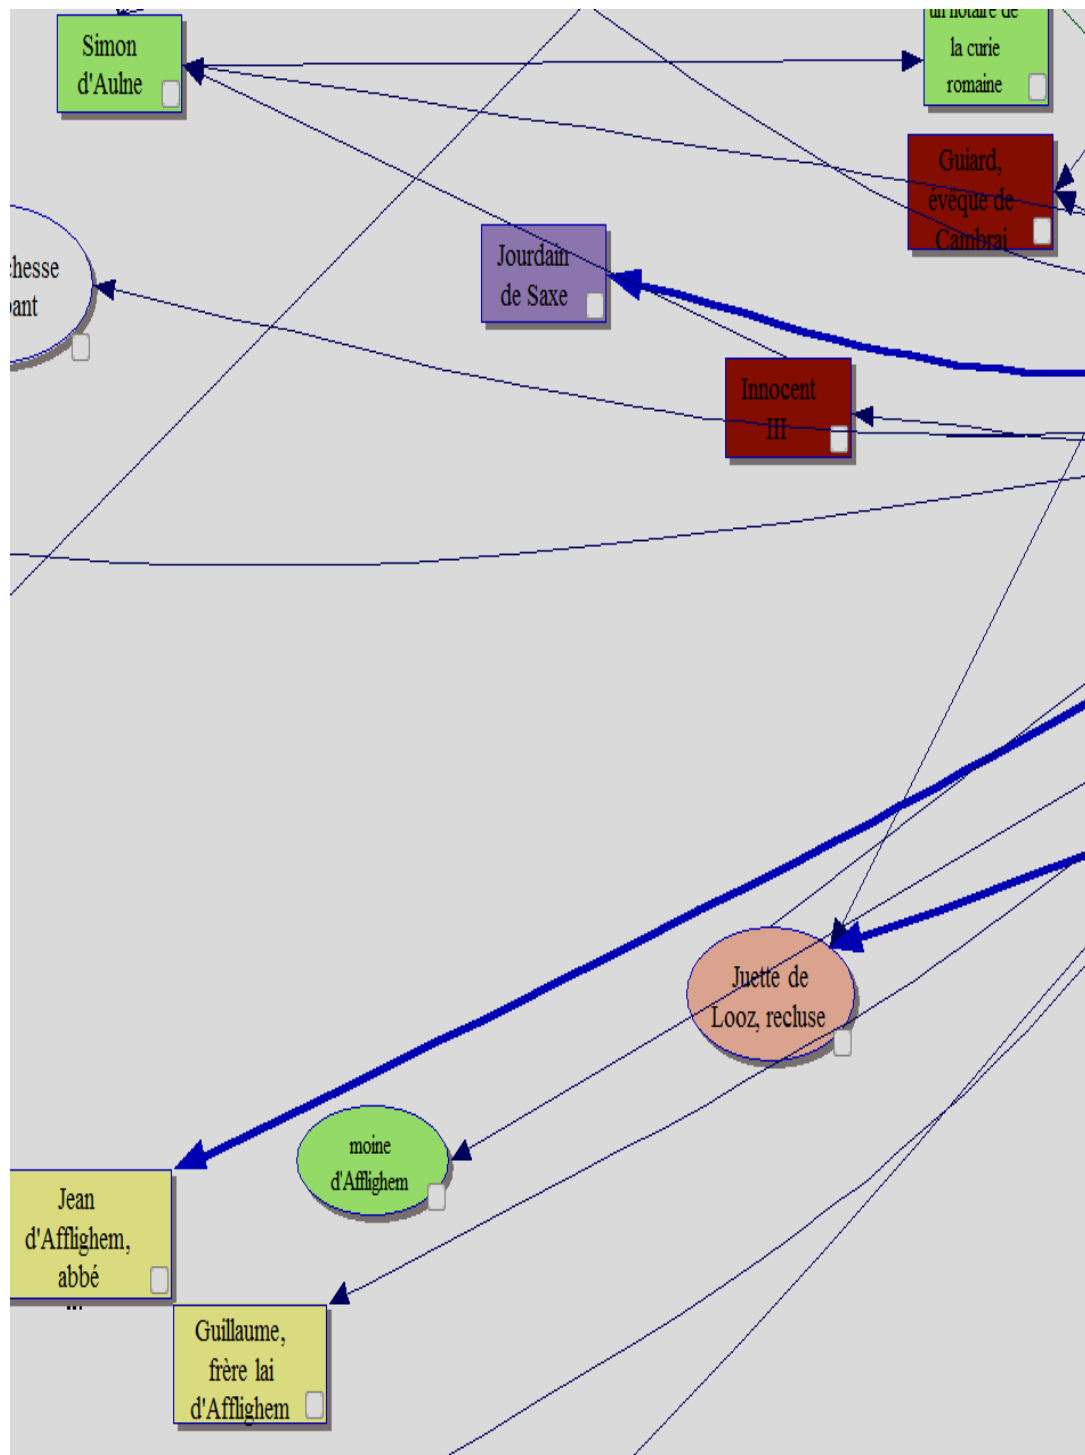 Simon
d'Aulne
un notaire de
la curie
romaine
Guiard,
évêque de
Cambrai
Jourdain
de Saxe
Innocent
III
Juette de
Looz, recluse
moine
d'Afflighem
Jean
d'Afflighem,
abbé
Guillaume,
frère lai
d'Afflighem